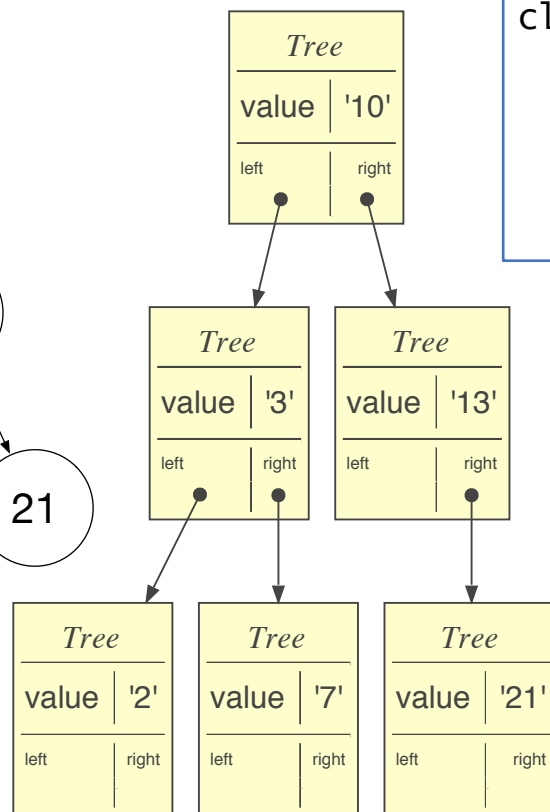 cl
Tree
value '10'
left right
Tree
value '3'
left right
Tree
value '13'
left right
21
Tree
value '2'
left right
Tree
value '7'
left right
Tree
value '21'
left right